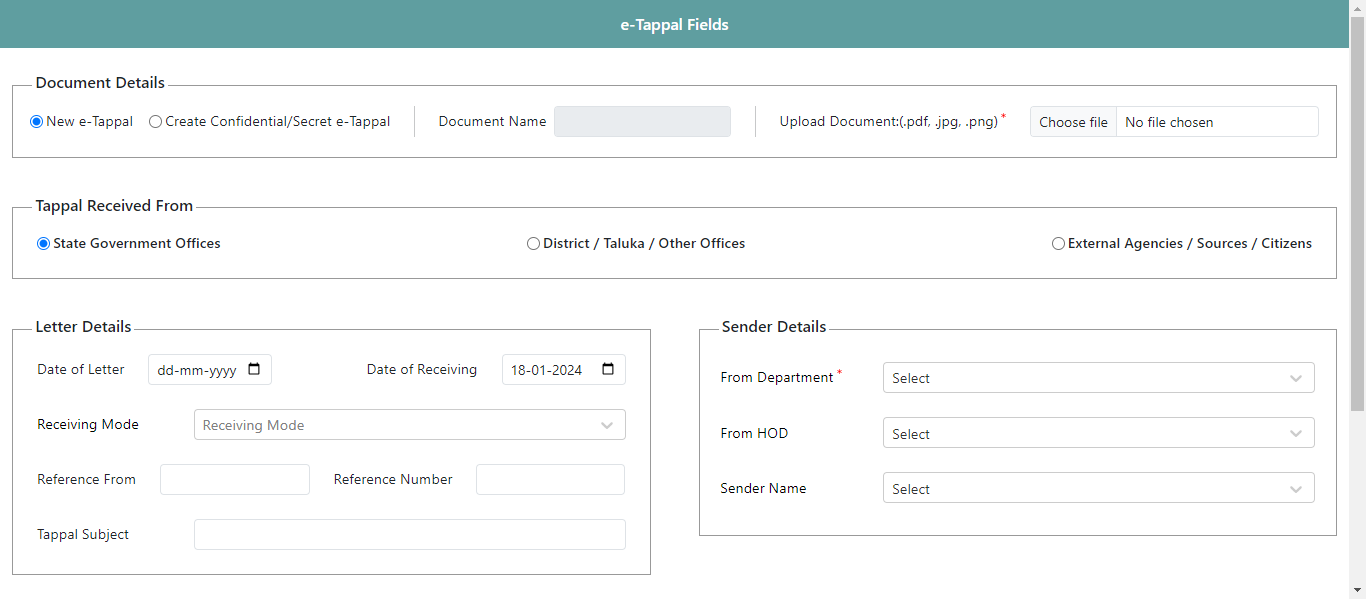 e-Tappal Fields
Document Details
New e-Tappal Create Confidential/Secret e-Tappal Document Name Upload Document:(.pdf, .jpg, .png)* Choose file No file chosen
Tappal Received From
State Government Offices District / Taluka / Other Offices External Agencies / Sources / Citizens
Letter Details
Date of Letter dd-mm-yyyy Date of Receiving 18-01-2024
Receiving Mode Receiving Mode
Reference From Reference Number
Tappal Subject
Sender Details
From Department * Select
From HOD Select
Sender Name Select